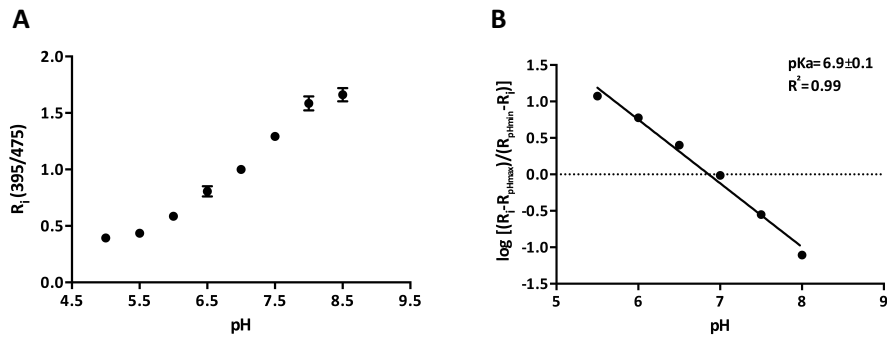 A
2.0
1.5
1.0
0.5
0.0
Ri (395/475)
4.5 5.5 6.5 7.5 8.5 9.5
pH
B
pKa=6.9±0.1
R²=0.99
1.5
1.0
0.5
0.0
-0.5
-1.0
-1.5
log [(Ri-RpHmax)/(RpHmin-Ri)]
5 6 7 8 9
pH